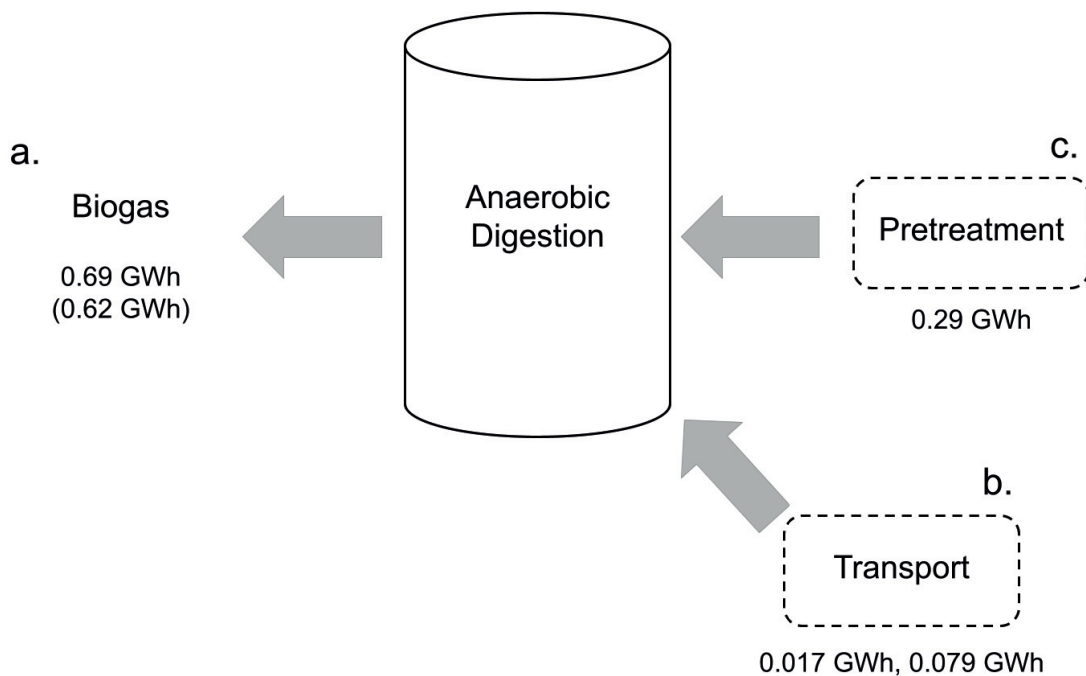 a.
Biogas
0.69 GWh
(0.62 GWh)
Anaerobic
Digestion
c.
Pretreatment
0.29 GWh
b.
Transport
0.017 GWh, 0.079 GWh